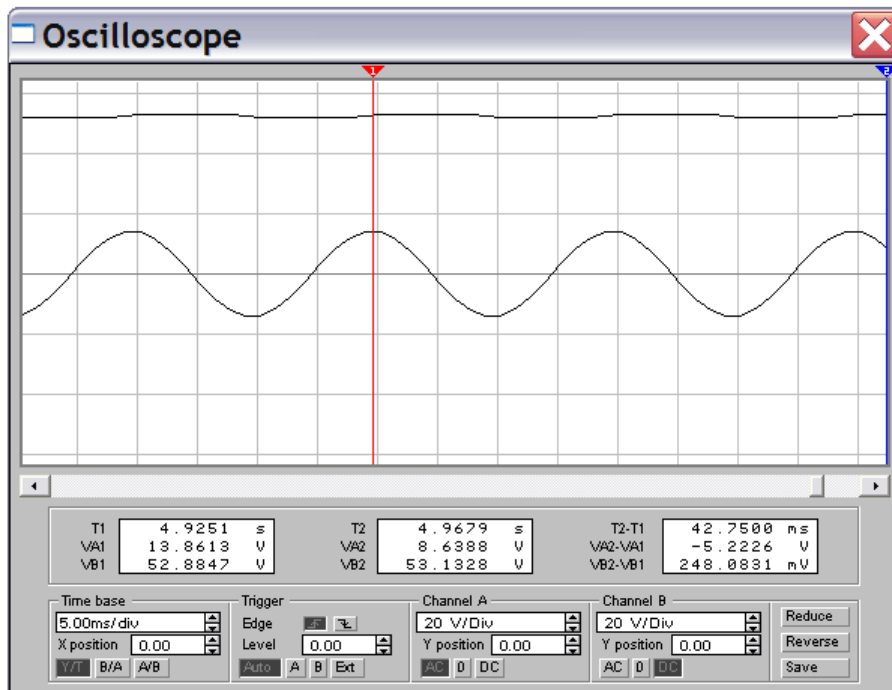 Oscilloscope
1 2
T1 4.9251 s T2 4.9679 s T2-T1 42.7500 ms
VA1 13.8613 V VA2 8.6388 V VA2-VA1 -5.2226 V
VB1 52.8847 V VB2 53.1328 V VB2-VB1 248.0831 mV
Time base Trigger Channel A Channel B
5.00ms/div Edge 20 V/Div 20 V/Div Reduce
X position 0.00 Level 0.00 Y position 0.00 Y position 0.00 Reverse
Y/T B/A A/B Auto A B Ext AC 0 DC AC 0 DC Save